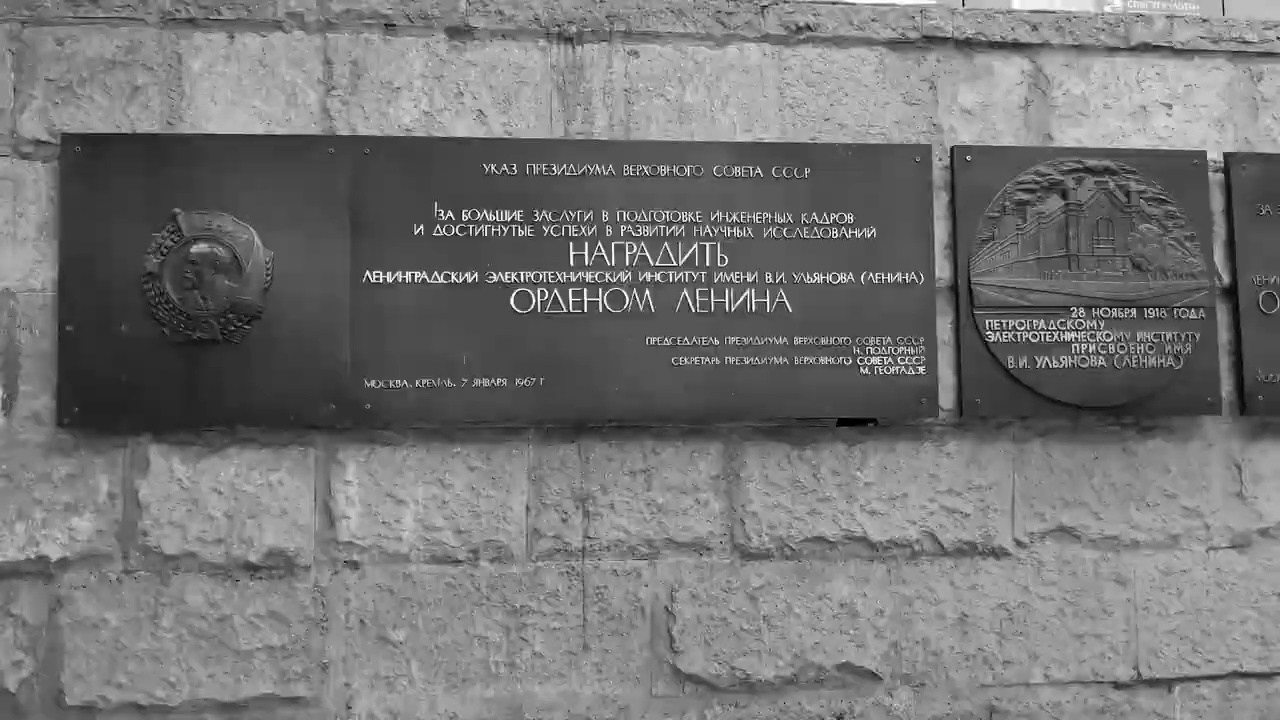 УКАЗ ПРЕЗИДИУМА ВЕРХОВНОГО СОВЕТА СССР
ЗА БОЛЬШИЕ ЗАСЛУГИ В ПОДГОТОВКЕ ИНЖЕНЕРНЫХ КАДРОВ
И ДОСТИГНУТЫЕ УСПЕХИ В РАЗВИТИИ НАУЧНЫХ ИССЛЕДОВАНИЙ
НАГРАДИТЬ
ЛЕНИНГРАДСКИЙ ЭЛЕКТРОТЕХНИЧЕСКИЙ ИНСТИТУТ ИМЕНИ В.И. УЛЬЯНОВА (ЛЕНИНА)
ОРДЕНОМ ЛЕНИНА
ПРЕДСЕДАТЕЛЬ ПРЕЗИДИУМА ВЕРХОВНОГО СОВЕТА СССР
Н. ПОДГОРНЫЙ
СЕКРЕТАРЬ ПРЕЗИДИУМА ВЕРХОВНОГО СОВЕТА СССР
М. ГЕОРГАДЗЕ
МОСКВА, КРЕМЛЬ, 7 ЯНВАРЯ 1967 Г
28 НОЯБРЯ 1918 ГОДА
ПЕТРОГРАДСКОМУ
ЭЛЕКТРОТЕХНИЧЕСКОМУ ИНСТИТУТУ
ПРИСВОЕНО ИМЯ
В.И. УЛЬЯНОВА (ЛЕНИНА)
ЗА